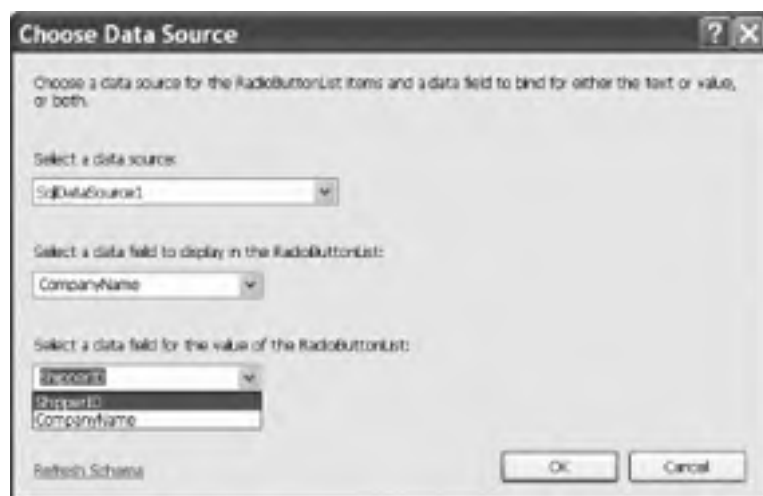 Choose Data Source
Choose a data source for the RadioButtonList items and a data field to bind for either the text or value,
or both.
Select a data source:
SqlDataSource1
Select a data field to display in the RadioButtonList:
CompanyName
Select a data field for the value of the RadioButtonList:
ShipperID
ShipperID
CompanyName
Refresh Schema
OK
Cancel